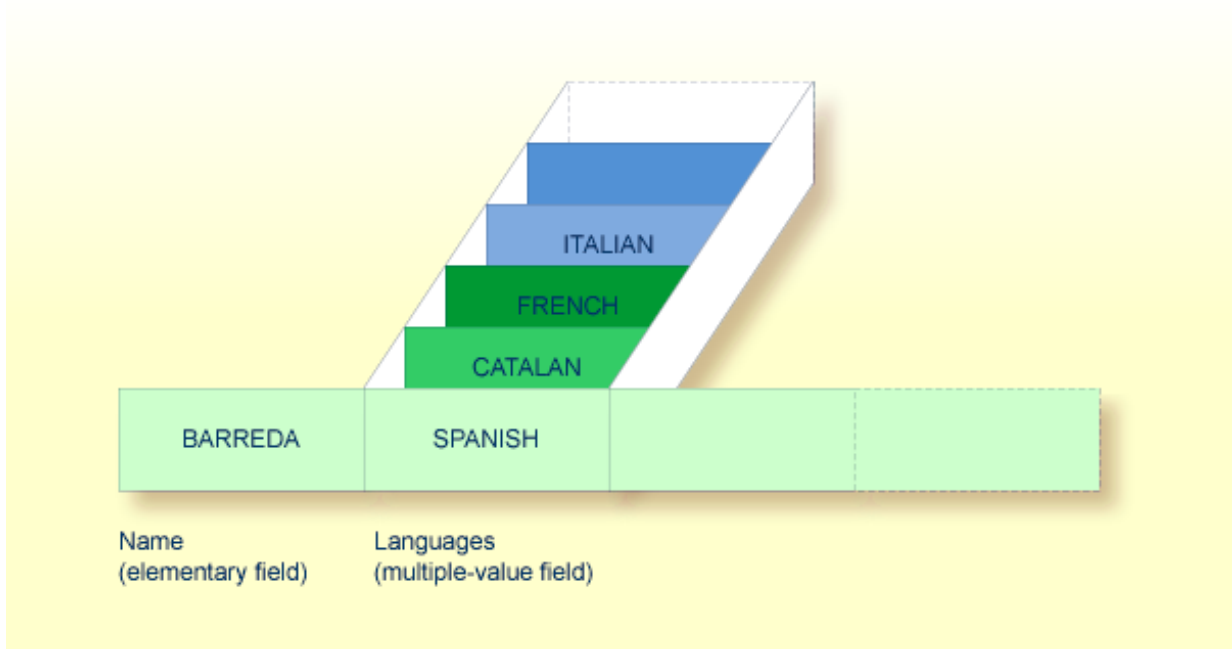 ITALIAN
FRENCH
CATALAN
BARREDA
SPANISH
Name
(elementary field)
Languages
(multiple-value field)